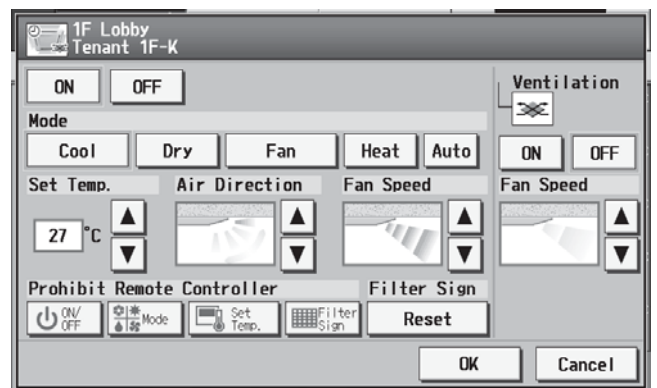 1F Lobby
Tenant 1F-K
ON OFF
Ventilation
Mode
Cool Dry Fan Heat Auto
ON OFF
Set Temp. Air Direction Fan Speed Fan Speed
27 °C
Prohibit Remote Controller Filter Sign
ON/OFF Mode Set Temp. Filter Sign Reset
OK Cancel